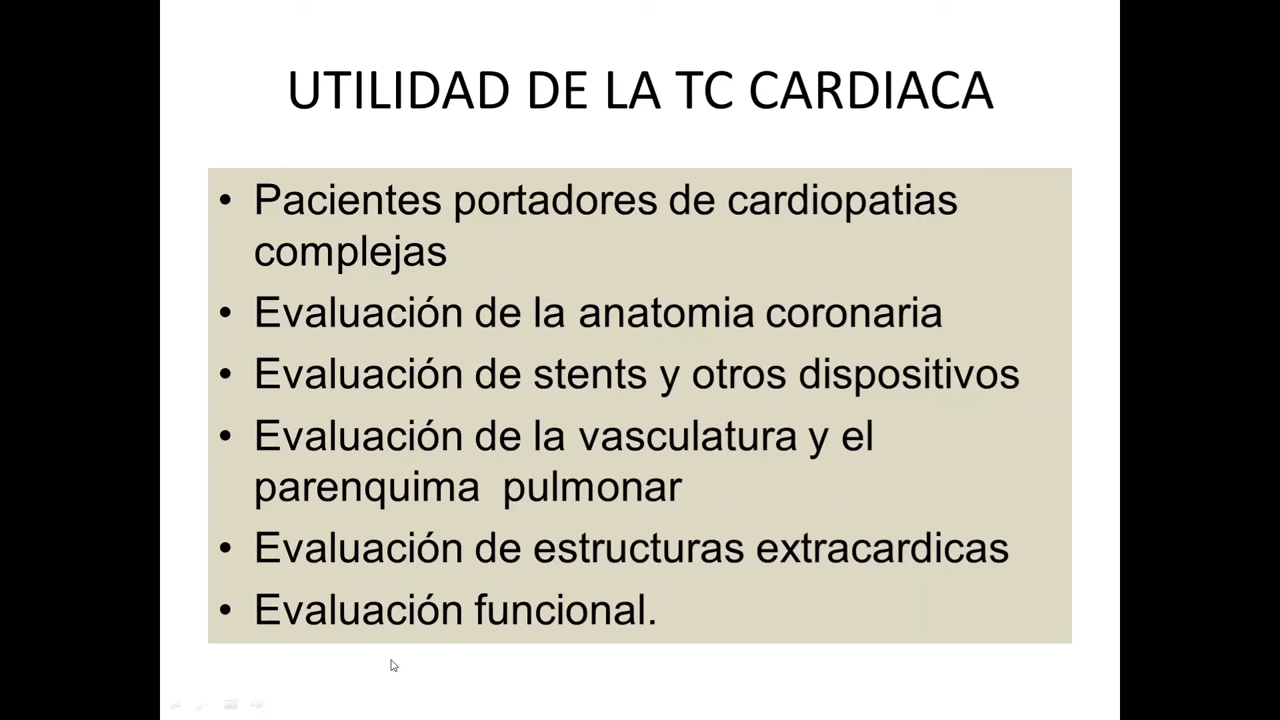 UTILIDAD DE LA TC CARDIACA
• Pacientes portadores de cardiopatias
complejas
• Evaluación de la anatomia coronaria
• Evaluación de stents y otros dispositivos
• Evaluación de la vasculatura y el
parenquima pulmonar
• Evaluación de estructuras extracardicas
• Evaluación funcional.